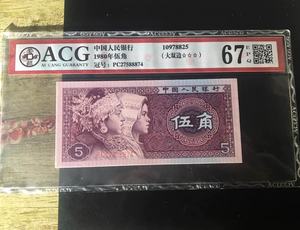 ACG
AI CANG GUARANTY
中国人民银行
1980年伍角
冠号: PC27588874
10978825
(大双边☆☆☆)
67
EPQ
中国人民银行
伍角
5
5